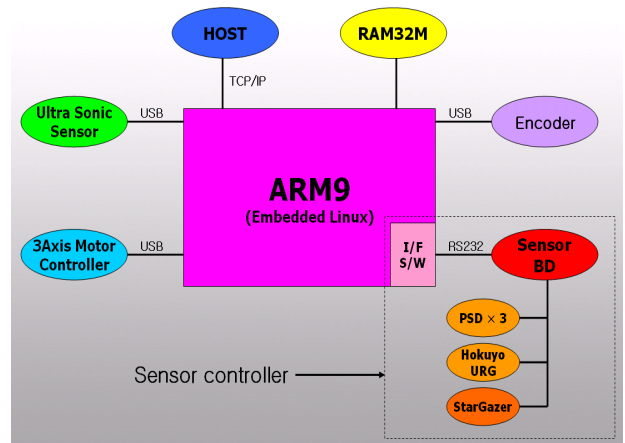 HOST
RAM32M
TCP/IP
Ultra Sonic
Sensor
USB
USB
Encoder
ARM9
(Embedded Linux)
3Axis Motor
Controller
USB
I/F
S/W
RS232
Sensor
BD
PSD × 3
Hokuyo
URG
Sensor controller
StarGazer